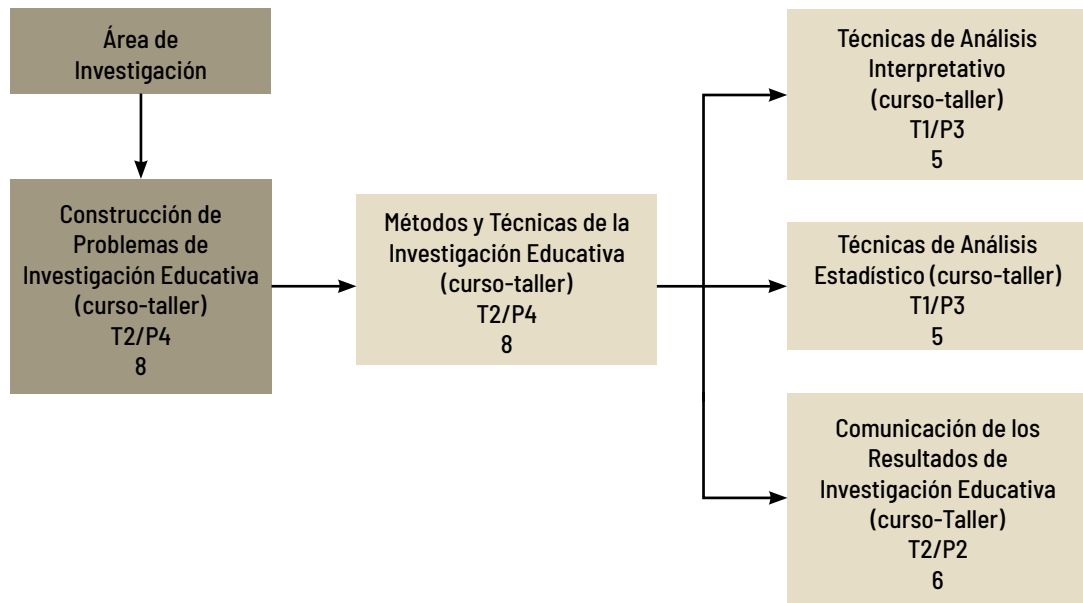 Área de
Investigación
Construcción de
Problemas de
Investigación Educativa
(curso-taller)
T2/P4
8
Métodos y Técnicas de la
Investigación Educativa
(curso-taller)
T2/P4
8
Técnicas de Análisis
Interpretativo
(curso-taller)
T1/P3
5
Técnicas de Análisis
Estadístico (curso-taller)
T1/P3
5
Comunicación de los
Resultados de
Investigación Educativa
(curso-Taller)
T2/P2
6